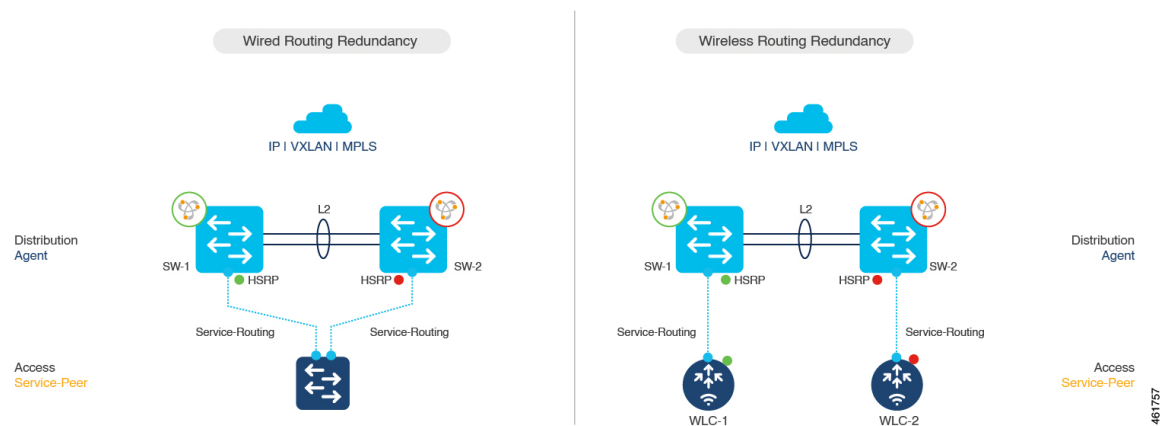 Wired Routing Redundancy
IP | VXLAN | MPLS
L2
SW-1
SW-2
HSRP
HSRP
Distribution
Agent
Service-Routing
Service-Routing
Access
Service-Peer
Wireless Routing Redundancy
IP | VXLAN | MPLS
L2
SW-1
SW-2
HSRP
HSRP
Distribution
Agent
Service-Routing
Service-Routing
Access
Service-Peer
WLC-1
WLC-2
461757